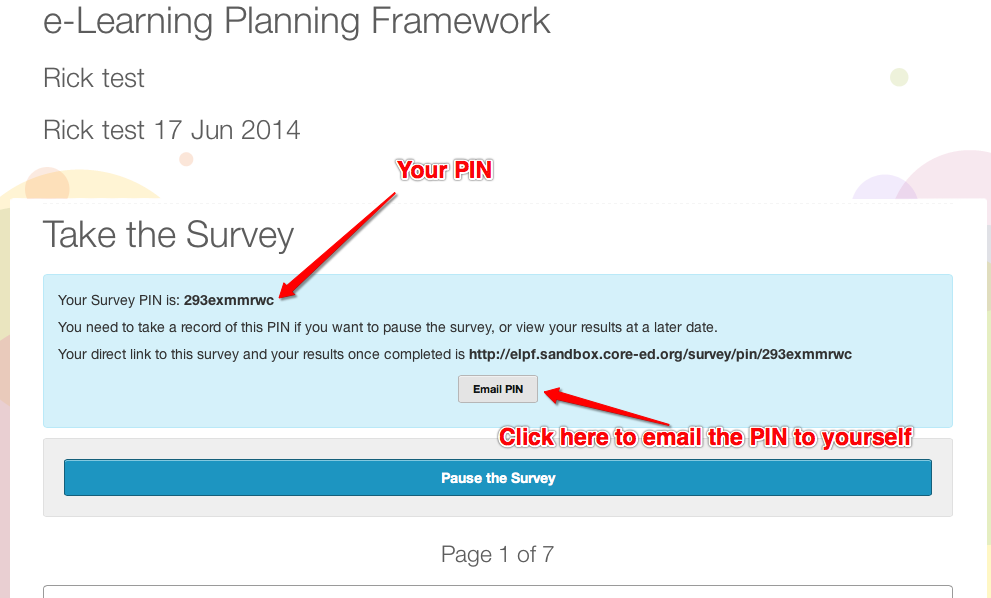 e-Learning Planning Framework
Rick test
Rick test 17 Jun 2014
Your PIN
Take the Survey
Your Survey PIN is: 293exmmrwc
You need to take a record of this PIN if you want to pause the survey, or view your results at a later date.
Your direct link to this survey and your results once completed is http://elpf.sandbox.core-ed.org/survey/pin/293exmmrwc
Email PIN
Click here to email the PIN to yourself
Pause the Survey
Page 1 of 7